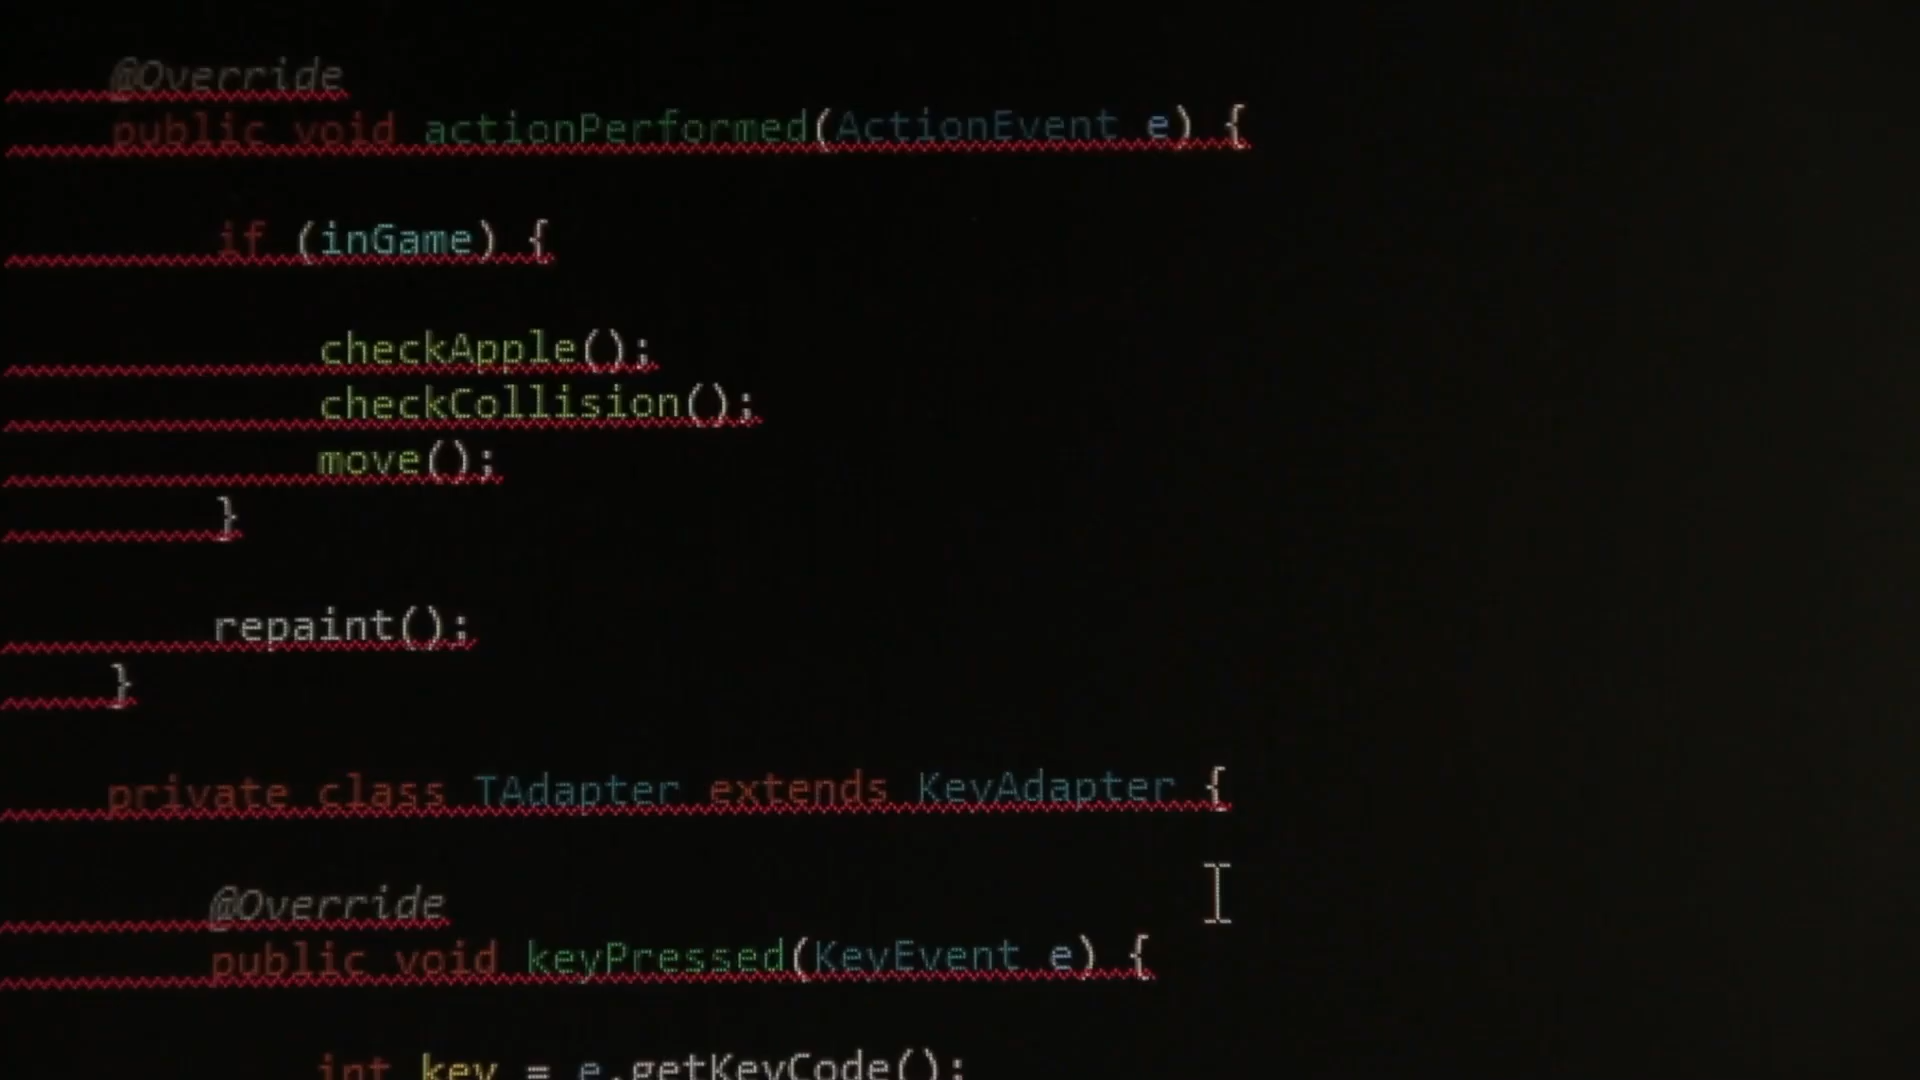 @Override
public void actionPerformed(ActionEvent e) {
if (inGame) {
checkApple();
checkCollision();
move();
}
repaint();
}
private class TAdapter extends KeyAdapter {
@Override
public void keyPressed(KeyEvent e) {
int key = e.getKeyCode();